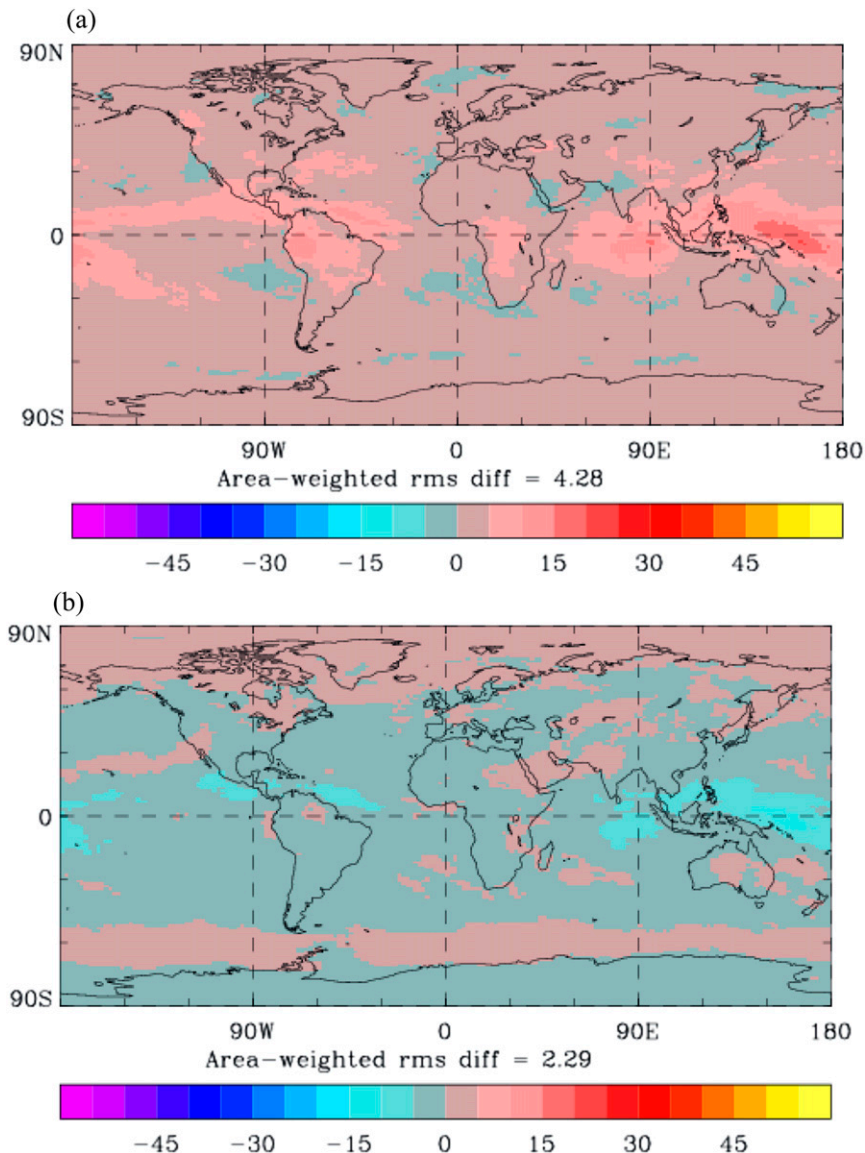 (a)
90N
0
90S
90W 0 90E 180
Area-weighted rms diff = 4.28
-45 -30 -15 0 15 30 45
(b)
90N
0
90S
90W 0 90E 180
Area-weighted rms diff = 2.29
-45 -30 -15 0 15 30 45